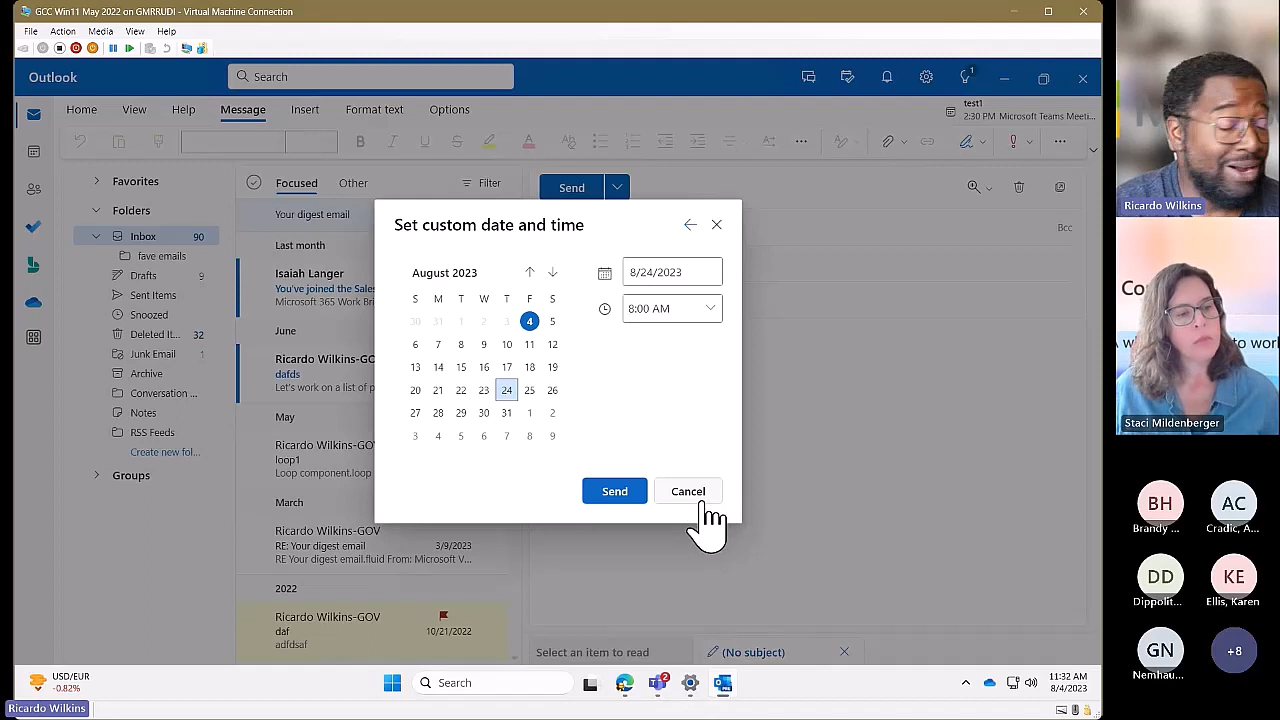 GCC Win11 May 2022 on GMRRUDI - Virtual Machine Connection
File Action Media View Help
Outlook
Search
1
Home View Help Message Insert Format text Options
test1
2:30 PM Microsoft Teams Meeti...
Favorites
Folders
Inbox 90
fave emails
Drafts 6
Sent Items
Snoozed
Deleted It... 32
Junk Email 1
Archive
Conversation ...
Notes
RSS Feeds
Create new fol...
Groups
Focused Other Filter
Your digest email
Last month
Isaiah Langer
You've joined the Sales
Microsoft 365 Work Brief
June
Ricardo Wilkins-GOV
dafds
Let's work on a list of p
May
Ricardo Wilkins-GOV
loop1
Loop component.loop
March
Ricardo Wilkins-GOV
RE: Your digest email 3/9/2023
RE Your digest email.fluid From: Microsoft V...
2022
Ricardo Wilkins-GOV
daf 10/21/2022
adfdsaf
Send
Bcc
Set custom date and time
August 2023
8/24/2023
8:00 AM
S M T W T F S
30 31 1 2 3 4 5
6 7 8 9 10 11 12
13 14 15 16 17 18 19
20 21 22 23 24 25 26
27 28 29 30 31 1 2
3 4 5 6 7 8 9
Send Cancel
Select an item to read
(No subject)
USD/EUR
-0.82%
Search
2
11:32 AM
8/4/2023
Ricardo Wilkins
Ricardo Wilkins
Co
A w to work
Staci Mildenberger
BH
Brandy ...
AC
Cradic, A...
DD
Dippolit...
KE
Ellis, Karen
GN
Nemhau...
+8